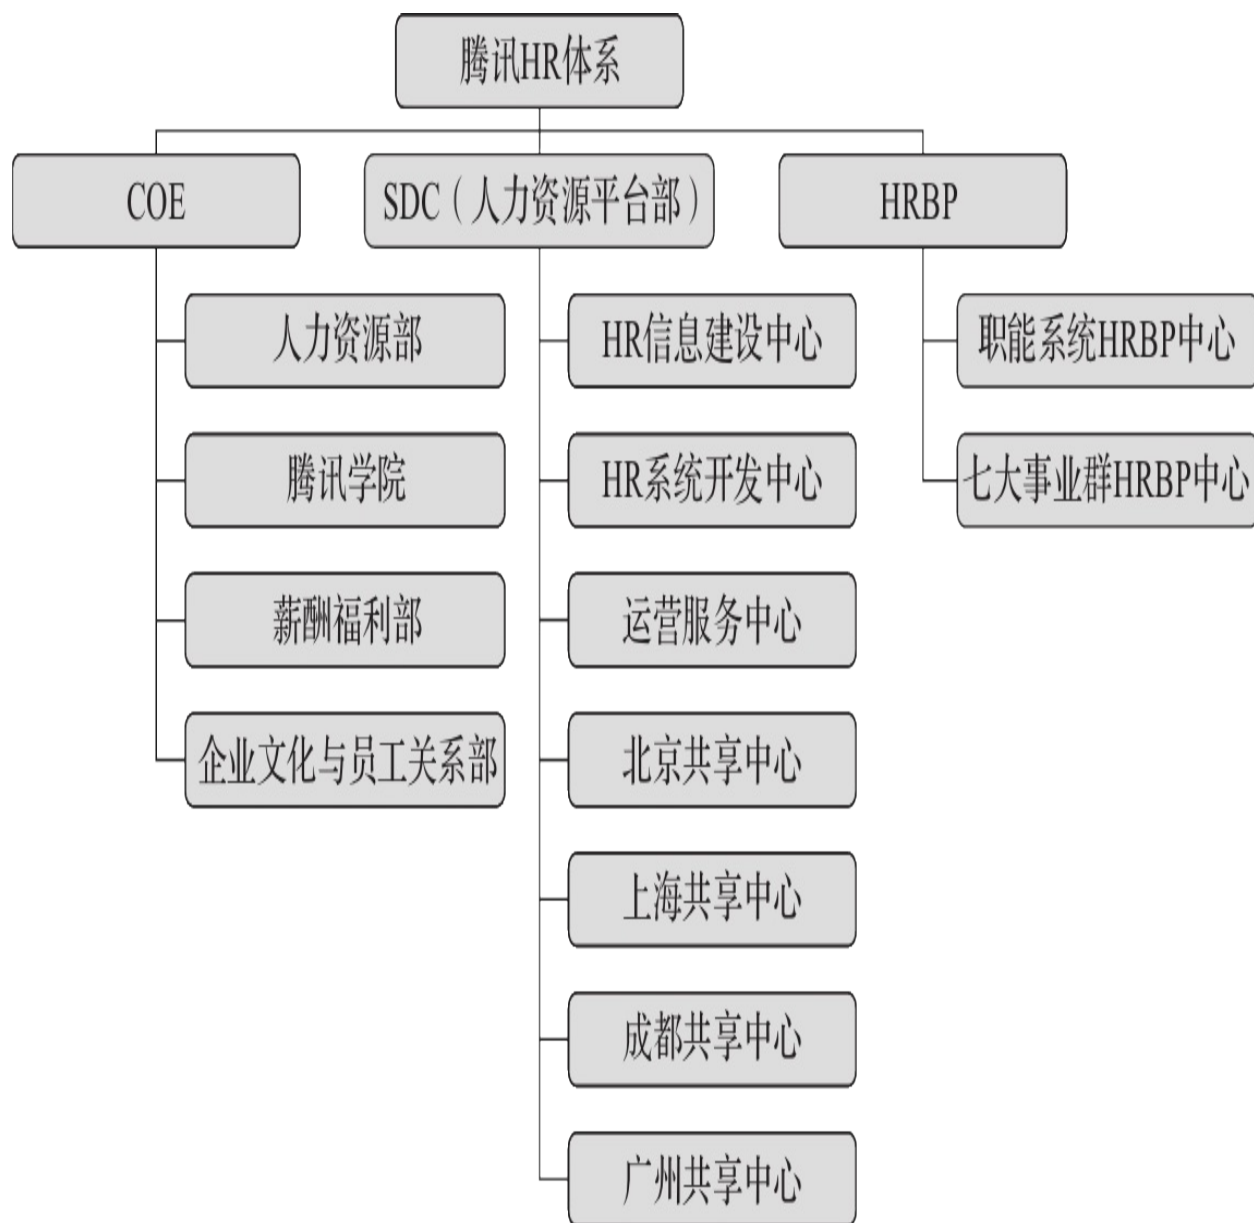 腾讯HR体系
COE
SDC（人力资源平台部）
HRBP
人力资源部
腾讯学院
薪酬福利部
企业文化与员工关系部
HR信息建设中心
HR系统开发中心
运营服务中心
北京共享中心
上海共享中心
成都共享中心
广州共享中心
职能系统HRBP中心
七大事业群HRBP中心